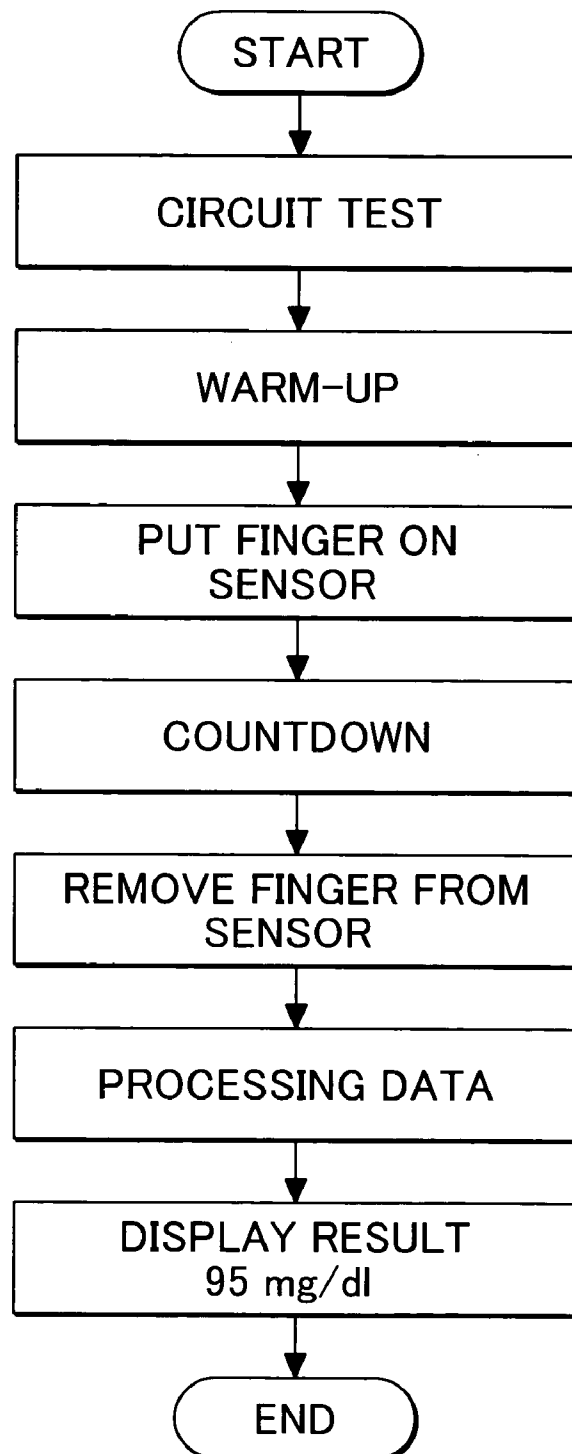 START
CIRCUIT TEST
WARM-UP
PUT FINGER ON
SENSOR
COUNTDOWN
REMOVE FINGER FROM
SENSOR
PROCESSING DATA
DISPLAY RESULT
95 mg/dl
END